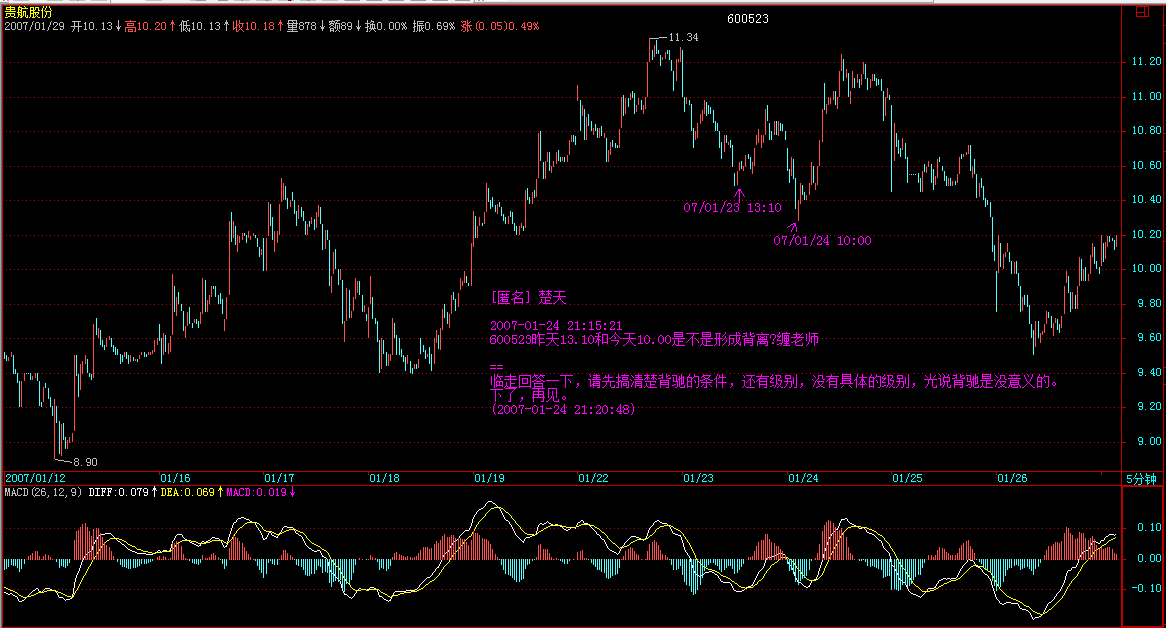 贵航股份
2007/01/29 开10.13↓高10.20↑低10.13↑收10.18↑量878↓额89↓换0.00% 振0.69% 涨(0.05)0.49%
600523
11.34
11.20
11.00
10.80
10.60
10.40
07/01/23 13:10
10.20
07/01/24 10:00
10.00
[匿名] 楚天
9.80
2007-01-24 21:15:21
600523昨天13.10和今天10.00是不是形成背离?缠老师
9.60
==
9.40
临走回答一下，请先搞清楚背驰的条件，还有级别，没有具体的级别，光说背驰是没意义的。
下了，再见。
(2007-01-24 21:20:48)
9.20
9.00
8.90
2007/01/12 01/16 01/17 01/18 01/19 01/22 01/23 01/24 01/25 01/26 5分钟
MACD(26,12,9) DIFF:0.079↑DEA:0.069↑MACD:0.019↓
0.10
0.00
-0.10